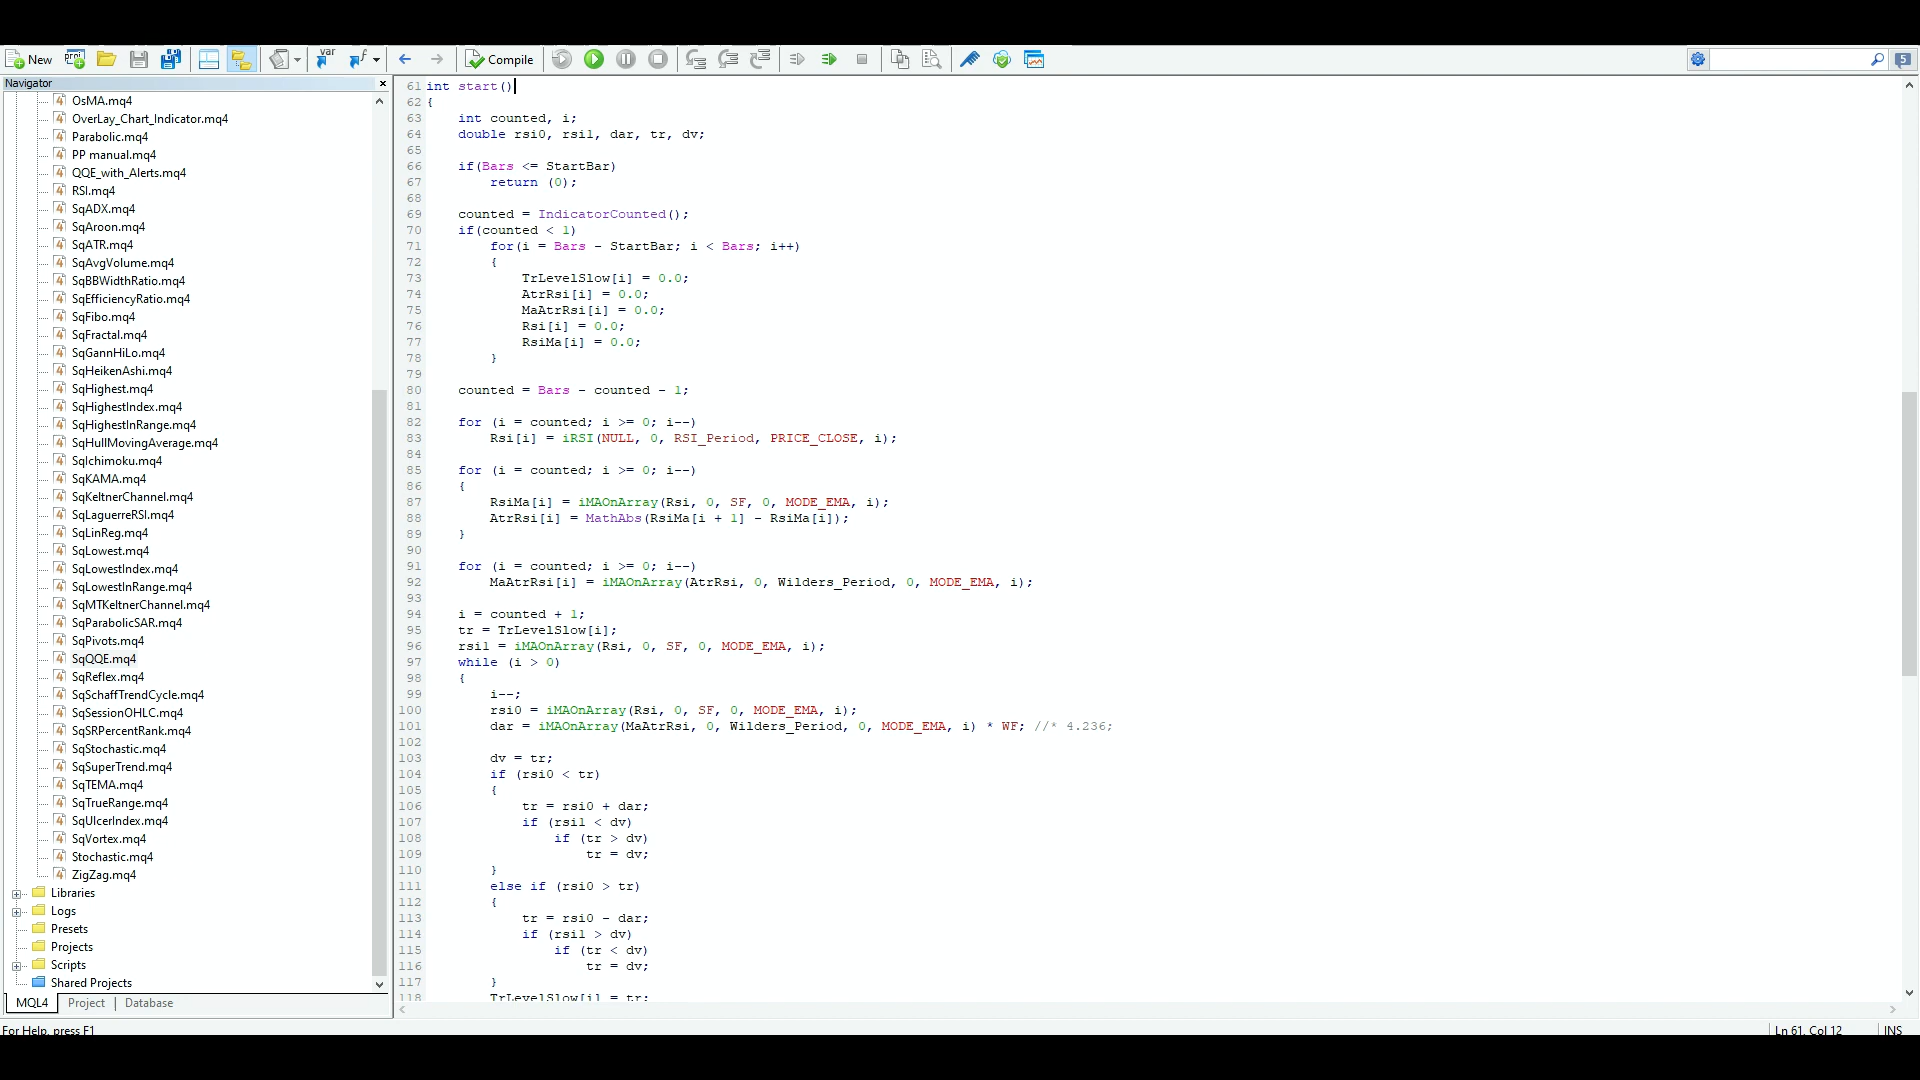 New
proj
var
f
Compile
5
Navigator
OsMA.mq4
OverLay_Chart_Indicator.mq4
Parabolic.mq4
PP manual.mq4
QQE_with_Alerts.mq4
RSI.mq4
SqADX.mq4
SqAroon.mq4
SqATR.mq4
SqAvgVolume.mq4
SqBBWidthRatio.mq4
SqEfficiencyRatio.mq4
SqFibo.mq4
SqFractal.mq4
SqGannHiLo.mq4
SqHeikenAshi.mq4
SqHighest.mq4
SqHighestIndex.mq4
SqHighestInRange.mq4
SqHullMovingAverage.mq4
SqIchimoku.mq4
SqKAMA.mq4
SqKeltnerChannel.mq4
SqLaguerreRSI.mq4
SqLinReg.mq4
SqLowest.mq4
SqLowestIndex.mq4
SqLowestInRange.mq4
SqMTKeltnerChannel.mq4
SqParabolicSAR.mq4
SqPivots.mq4
SqQQE.mq4
SqReflex.mq4
SqSchaffTrendCycle.mq4
SqSessionOHLC.mq4
SqSRPercentRank.mq4
SqStochastic.mq4
SqSuperTrend.mq4
SqTEMA.mq4
SqTrueRange.mq4
SqUlcerIndex.mq4
SqVortex.mq4
Stochastic.mq4
ZigZag.mq4
Libraries
Logs
Presets
Projects
Scripts
Shared Projects
MQL4 Project | Database
61 int start()
62 {
63 int counted, i;
64 double rsi0, rsi1, dar, tr, dv;
65
66 if(Bars <= StartBar)
67 return (0);
68
69 counted = IndicatorCounted();
70 if(counted < 1)
71 for(i = Bars - StartBar; i < Bars; i++)
72 {
73 TrLevelSlow[i] = 0.0;
74 AtrRsi[i] = 0.0;
75 MaAtrRsi[i] = 0.0;
76 Rsi[i] = 0.0;
77 RsiMa[i] = 0.0;
78 }
79
80 counted = Bars - counted - 1;
81
82 for (i = counted; i >= 0; i--)
83 Rsi[i] = iRSI(NULL, 0, RSI_Period, PRICE_CLOSE, i);
84
85 for (i = counted; i >= 0; i--)
86 {
87 RsiMa[i] = iMAOnArray(Rsi, 0, SF, 0, MODE_EMA, i);
88 AtrRsi[i] = MathAbs(RsiMa[i + 1] - RsiMa[i]);
89 }
90
91 for (i = counted; i >= 0; i--)
92 MaAtrRsi[i] = iMAOnArray(AtrRsi, 0, Wilders_Period, 0, MODE_EMA, i);
93
94 i = counted + 1;
95 tr = TrLevelSlow[i];
96 rsi1 = iMAOnArray(Rsi, 0, SF, 0, MODE_EMA, i);
97 while (i > 0)
98 {
99 i--;
100 rsi0 = iMAOnArray(Rsi, 0, SF, 0, MODE_EMA, i);
101 dar = iMAOnArray(MaAtrRsi, 0, Wilders_Period, 0, MODE_EMA, i) * WF; //* 4.236;
102
103 dv = tr;
104 if (rsi0 < tr)
105 {
106 tr = rsi0 + dar;
107 if (rsi1 < dv)
108 if (tr > dv)
109 tr = dv;
110 }
111 else if (rsi0 > tr)
112 {
113 tr = rsi0 - dar;
114 if (rsi1 > dv)
115 if (tr < dv)
116 tr = dv;
117 }
118 TrLevelSlow[i] = tr;
For Help, press F1
Ln 61, Col 12
INS